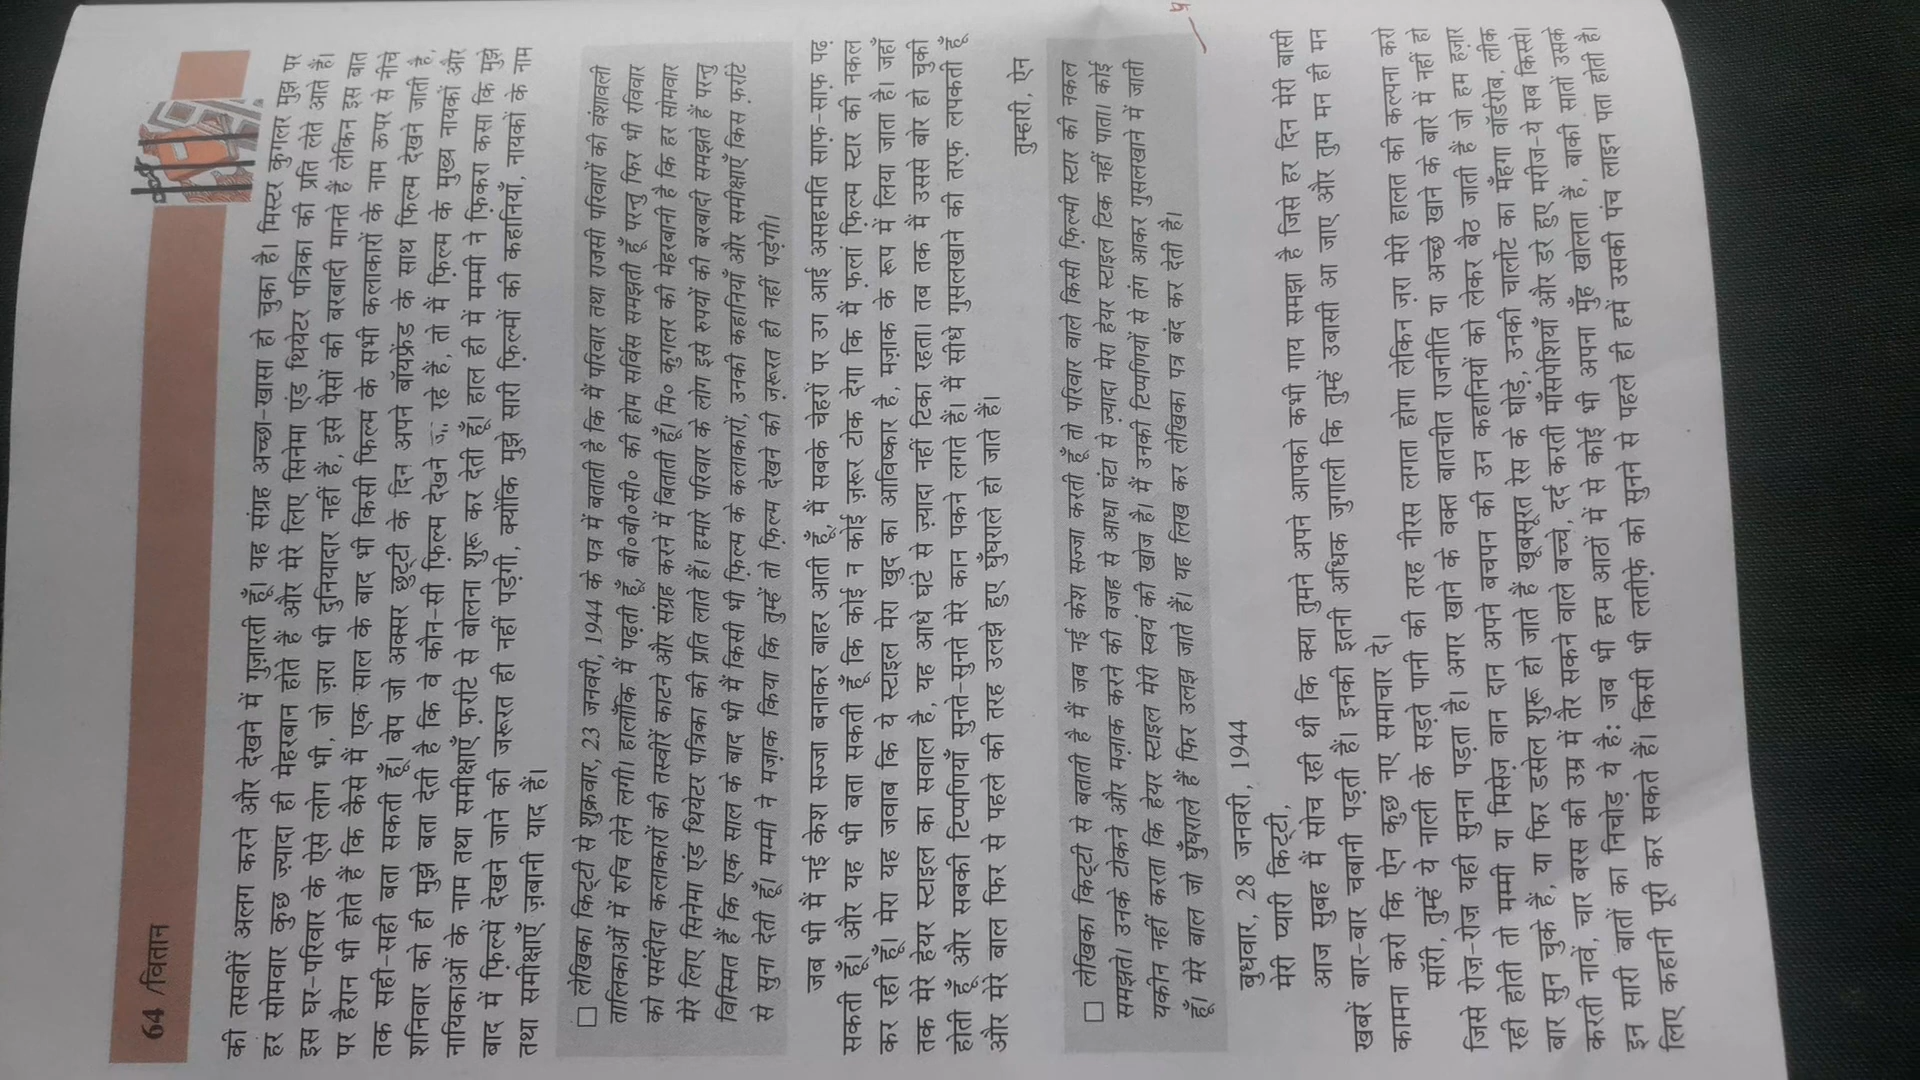 64 /वितान
की तसवीरें अलग करने और देखने में गुज़ारती हूँ। यह संग्रह अच्छा-खासा हो चुका है। मिस्टर कुगलर मुझ पर
हर सोमवार कुछ ज़्यादा ही मेहरबान होते हैं और मेरे लिए सिनेमा एंड थियेटर पत्रिका की प्रति लेते आते हैं।
इस घर-परिवार के ऐसे लोग भी, जो ज़रा भी दुनियादार नहीं हैं, इसे पैसों की बरबादी मानते हैं लेकिन इस बात
पर हैरान भी होते हैं कि कैसे मैं एक साल के बाद भी किसी फिल्म के सभी कलाकारों के नाम ऊपर से नीचे
तक सही-सही बता सकती हूँ। बेप जो अक्सर छुट्टी के दिन अपने बॉयफ्रेंड के साथ फिल्म देखने जाती है,
शनिवार को ही मुझे बता देती है कि वे कौन-सी फ़िल्म देखने जा रहे हैं, तो मैं फ़िल्म के मुख्य नायकों और
नायिकाओं के नाम तथा समीक्षाएँ फ़र्राटे से बोलना शुरू कर देती हूँ। हाल ही में मम्मी ने फ़िकरा कसा कि मुझे
बाद में फ़िल्में देखने जाने की जरूरत ही नहीं पड़ेगी, क्योंकि मुझे सारी फ़िल्मों की कहानियाँ, नायकों के नाम
तथा समीक्षाएँ ज़बानी याद हैं।
□ लेखिका किट्टी से शुक्रवार, 23 जनवरी, 1944 के पत्र में बताती है कि मैं परिवार तथा राजसी परिवारों की वंशावली
तालिकाओं में रुचि लेने लगी। हालाँकि मैं पढ़ती हूँ, बी०बी०सी० की होम सर्विस समझती हूँ परन्तु फिर भी रविवार
को पसंदीदा कलाकारों की तस्वीरें काटने और संग्रह करने में बिताती हूँ। मि० कुगलर की मेहरबानी है कि हर सोमवार
मेरे लिए सिनेमा एंड थियेटर पत्रिका की प्रति लाते हैं। हमारे परिवार के लोग इसे रुपयों की बरबादी समझते हैं परन्तु
विस्मित हैं कि एक साल के बाद भी मैं किसी भी फ़िल्म के कलाकारों, उनकी कहानियाँ और समीक्षाएँ किस फ़र्राटे
से सुना देती हूँ। मम्मी ने मज़ाक किया कि तुम्हें तो फ़िल्म देखने की ज़रूरत ही नहीं पड़ेगी।
जब भी मैं नई केश सज्जा बनाकर बाहर आती हूँ, मैं सबके चेहरों पर उग आई असहमति साफ़-साफ़ पढ़
सकती हूँ। और यह भी बता सकती हूँ कि कोई न कोई ज़रूर टोक देगा कि मैं फ़लां फ़िल्म स्टार की नकल
कर रही हूँ। मेरा यह जवाब कि ये स्टाइल मेरा खुद का आविष्कार है, मज़ाक के रूप में लिया जाता है। जहाँ
तक मेरे हेयर स्टाइल का सवाल है, यह आधे घंटे से ज़्यादा नहीं टिका रहता। तब तक मैं उससे बोर हो चुकी
होती हूँ और सबकी टिप्पणियाँ सुनते-सुनते मेरे कान पकने लगते हैं। मैं सीधे गुसलखाने की तरफ़ लपकती हूँ
और मेरे बाल फिर से पहले की तरह उलझे हुए घुँघराले हो जाते हैं।
तुम्हारी, ऐन
□ लेखिका किट्टी से बताती है मैं जब नई केश सज्जा करती हूँ तो परिवार वाले किसी फ़िल्मी स्टार की नकल
समझते। उनके टोकने और मज़ाक करने की वजह से आधा घंटा से ज़्यादा मेरा हेयर स्टाइल टिक नहीं पाता। कोई
यकीन नहीं करता कि हेयर स्टाइल मेरी स्वयं की खोज है। मैं उनकी टिप्पणियों से तंग आकर गुसलखाने में जाती
हूँ। मेरे बाल जो घुँघराले हैं फिर उलझ जाते हैं। यह लिख कर लेखिका पत्र बंद कर देती है।
बुधवार, 28 जनवरी, 1944
मेरी प्यारी किट्टी,
आज सुबह मैं सोच रही थी कि क्या तुमने अपने आपको कभी गाय समझा है जिसे हर दिन मेरी बासी
खबरें बार-बार चबानी पड़ती हैं। इनकी इतनी अधिक जुगाली कि तुम्हें उबासी आ जाए और तुम मन ही मन
कामना करो कि ऐन कुछ नए समाचार दे।
सॉरी, तुम्हें ये नाली के सड़ते पानी की तरह नीरस लगता होगा लेकिन ज़रा मेरी हालत की कल्पना करो
जिसे रोज़-रोज़ यही सुनना पड़ता है। अगर खाने के वक्त बातचीत राजनीति या अच्छे खाने के बारे में नहीं हो
रही होती तो मम्मी या मिसेज़ वान दान अपने बचपन की उन कहानियों को लेकर बैठ जाती हैं जो हम हज़ार
बार सुन चुके हैं, या फिर डसेल शुरू हो जाते हैं खूबसूरत रेस के घोड़े, उनकी चार्लोट का महँगा वॉर्डरोब, लीक
करती नावें, चार बरस की उम्र में तैर सकने वाले बच्चे, दर्द करती माँसपेशियाँ और डरे हुए मरीज-ये सब किस्से।
इन सारी बातों का निचोड़ ये है: जब भी हम आठों में से कोई भी अपना मुँह खोलता है, बाकी सातों उसके
लिए कहानी पूरी कर सकते हैं। किसी भी लतीफ़े को सुनने से पहले ही हमें उसकी पंच लाइन पता होती है।